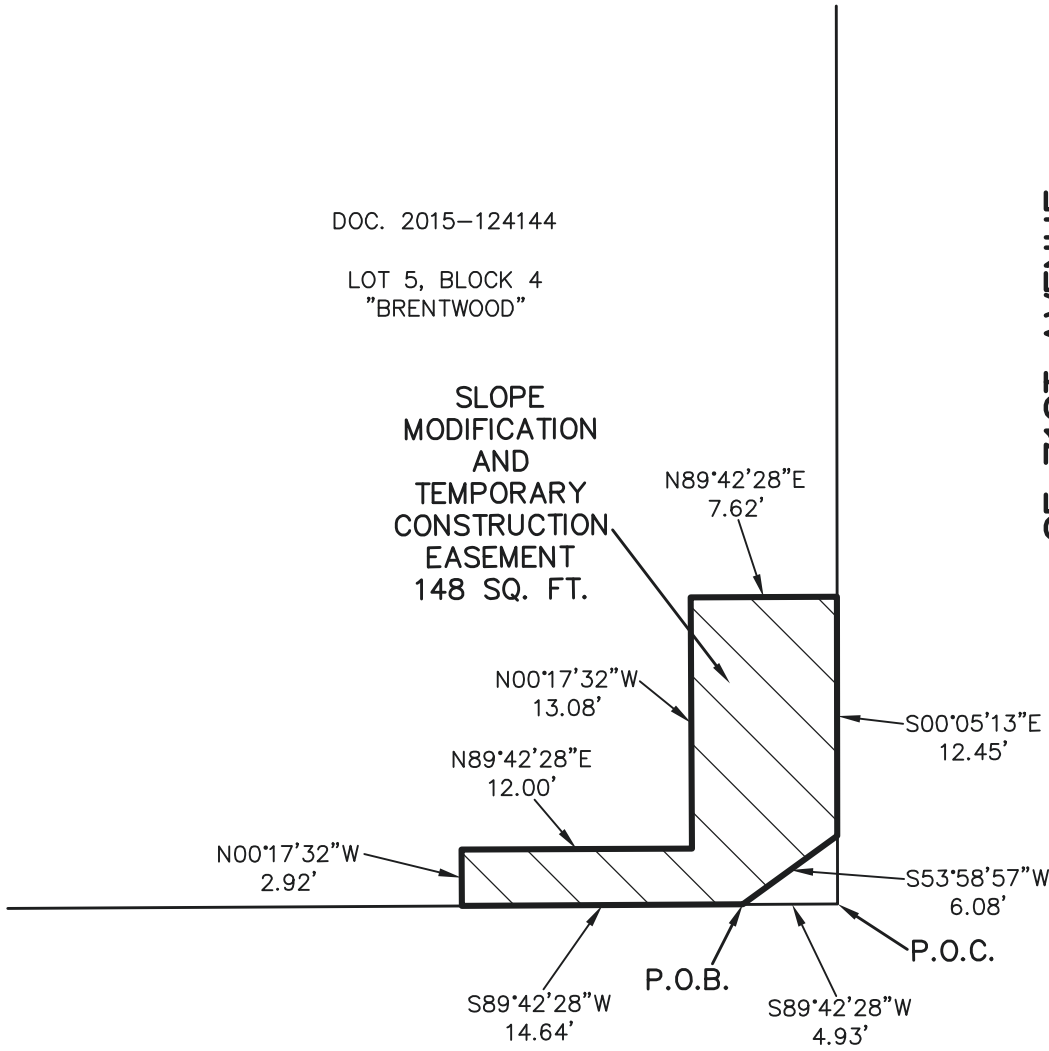 DOC. 2015–124144
LOT 5, BLOCK 4
"BRENTWOOD"
SLOPE
MODIFICATION
AND
TEMPORARY
CONSTRUCTION
EASEMENT
148 SQ. FT.
N89°42'28"E
7.62'
N00°17'32"W
13.08'
S00°05'13"E
12.45'
N89°42'28"E
12.00'
N00°17'32"W
2.92'
S53°58'57"W
6.08'
P.O.C.
P.O.B.
S89°42'28"W
14.64'
S89°42'28"W
4.93'